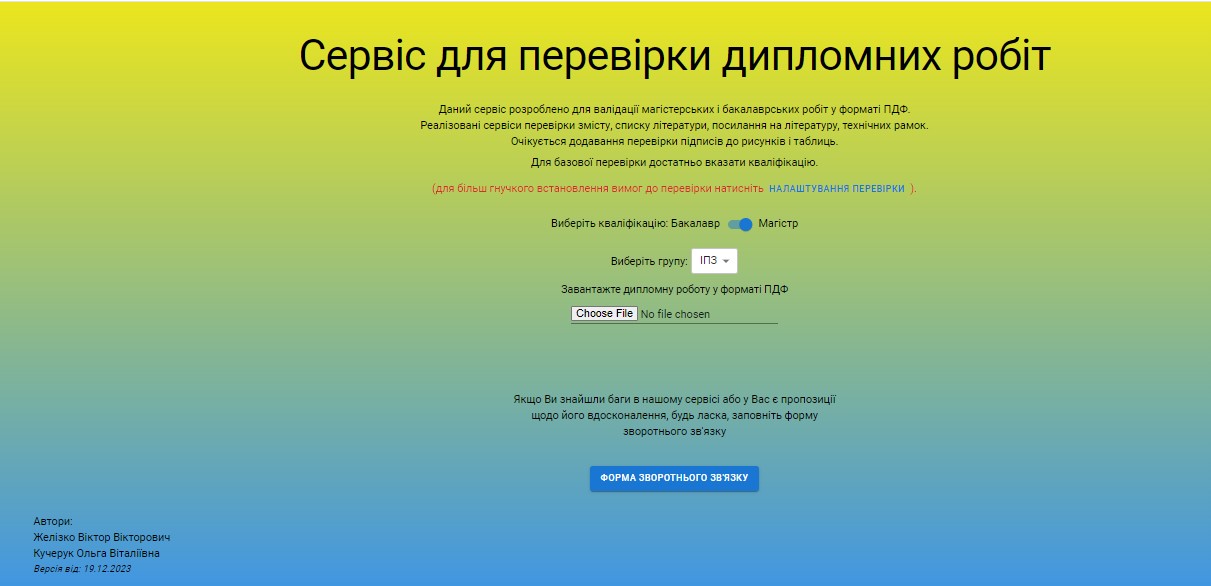 Сервіс для перевірки дипломних робіт
Даний сервіс розроблено для валідації магістерських і бакалаврських робіт у форматі ПДФ.
Реалізовані сервіси перевірки змісту, списку літератури, посилання на літературу, технічних рамок.
Очікується додавання перевірки підписів до рисунків і таблиць.
Для базової перевірки достатньо вказати кваліфікацію.
(для більш гнучкого встановлення вимог до перевірки натисніть НАЛАШТУВАННЯ ПЕРЕВІРКИ ).
Виберіть кваліфікацію: Бакалавр Магістр
Виберіть групу: ІПЗ
Завантажте дипломну роботу у форматі ПДФ
Choose File No file chosen
Якщо Ви знайшли баги в нашому сервісі або у Вас є пропозиції
щодо його вдосконалення, будь ласка, заповніть форму
зворотнього зв'язку
ФОРМА ЗВОРОТНЬОГО ЗВ'ЯЗКУ
Автори:
Желізко Віктор Вікторович
Кучерук Ольга Віталіївна
Версія від: 19.12.2023